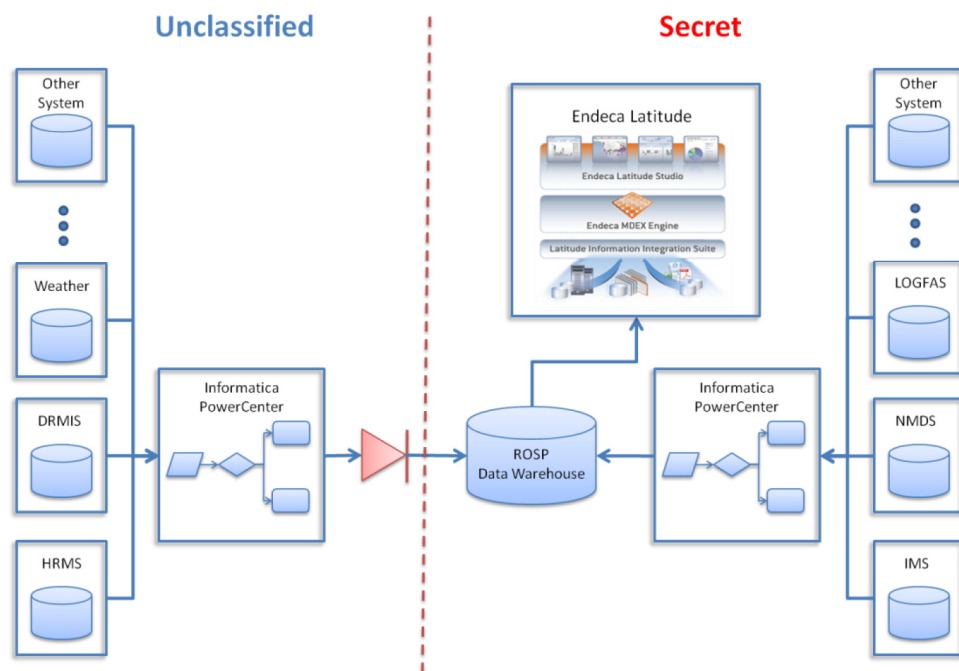 Unclassified
Secret
Other
System
Weather
DRMIS
HRMS
Informatica
PowerCenter
Endeca Latitude
Endeca Latitude Studio
Endeca MDEX Engine
Latitude Information Integration Suite
ROSP
Data Warehouse
Informatica
PowerCenter
Other
System
LOGFAS
NMDS
IMS